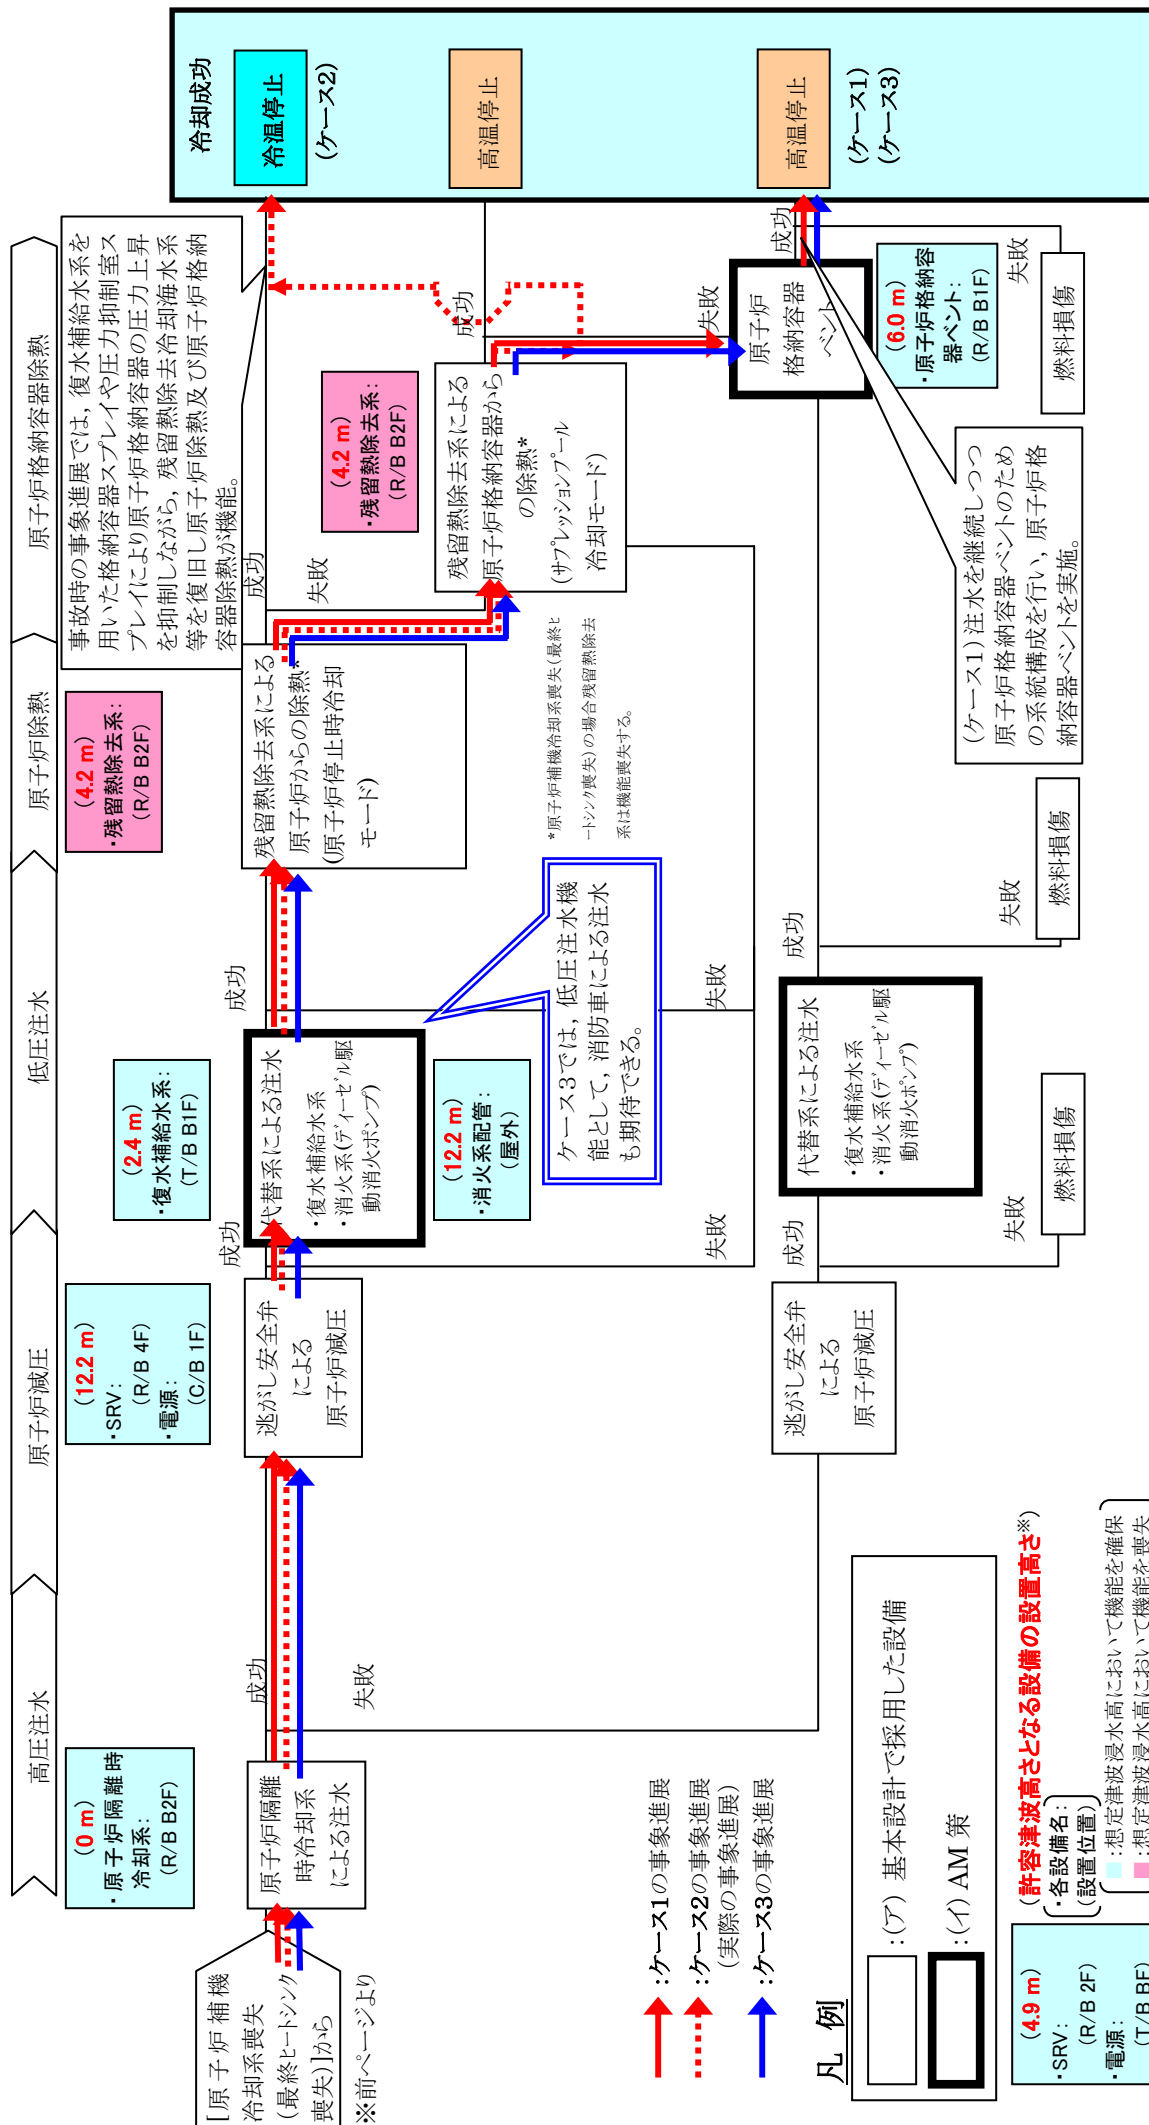 高圧注水
原子炉減圧
低圧注水
原子炉除熱
原子炉格納容器除熱
(0 m)
・原子炉隔離時
冷却系:
(R/B B2F)
(12.2 m)
・SRV:
(R/B 4F)
・電源:
(C/B 1F)
(2.4 m)
・復水補給水系:
(T/B B1F)
(4.2 m)
・残留熱除去系:
(R/B B2F)
事故時の事象進展では，復水補給水系を
用いた格納容器スプレイや圧力抑制室ス
プレイにより原子炉格納容器の圧力上昇
を抑制しながら，残留熱除去冷却海水系
等を復旧し原子炉除熱及び原子炉格納
容器除熱が機能。
冷却成功
冷温停止
(ケース2)
高温停止
高温停止
(ケース1)
(ケース3)
[原子炉補機
冷却系喪失
(最終ヒートシンク
喪失)]から
※前ページより
原子炉隔離
時冷却系
による注水
成功
失敗
逃がし安全弁
による
原子炉減圧
成功
失敗
代替系による注水
・復水補給水系
・消火系(ディーゼル駆
動消火ポンプ)
成功
失敗
(12.2 m)
・消火系配管:
(屋外)
ケース3では，低圧注水機
能として，消防車による注水
も期待できる。
残留熱除去系による
原子炉からの除熱*
(原子炉停止時冷却
モード)
成功
失敗
*原子炉補機冷却系喪失(最終ヒ
ートシンク喪失)の場合残留熱除去
系は機能喪失する。
(4.2 m)
・残留熱除去系:
(R/B B2F)
残留熱除去系による
原子炉格納容器から
の除熱*
(サプレッションプール
冷却モード)
成功
失敗
原子炉
格納容器
ベント
成功
失敗
(6.0 m)
・原子炉格納容
器ベント:
(R/B B1F)
燃料損傷
(ケース1)注水を継続しつつ
原子炉格納容器ベントのため
の系統構成を行い，原子炉格
納容器ベントを実施。
逃がし安全弁
による
原子炉減圧
成功
失敗
燃料損傷
代替系による注水
・復水補給水系
・消火系(ディーゼル駆
動消火ポンプ)
成功
失敗
燃料損傷
:ケース1の事象進展
:ケース2の事象進展
(実際の事象進展)
:ケース3の事象進展
凡 例
:(ア) 基本設計で採用した設備
:(イ) AM 策
(4.9 m)
・SRV:
(R/B 2F)
・電源:
(T/B BF)
(許容津波高さとなる設備の設置高さ※)
・各設備名:
(設置位置)
:想定津波浸水高において機能を確保
:想定津波浸水高において機能を喪失